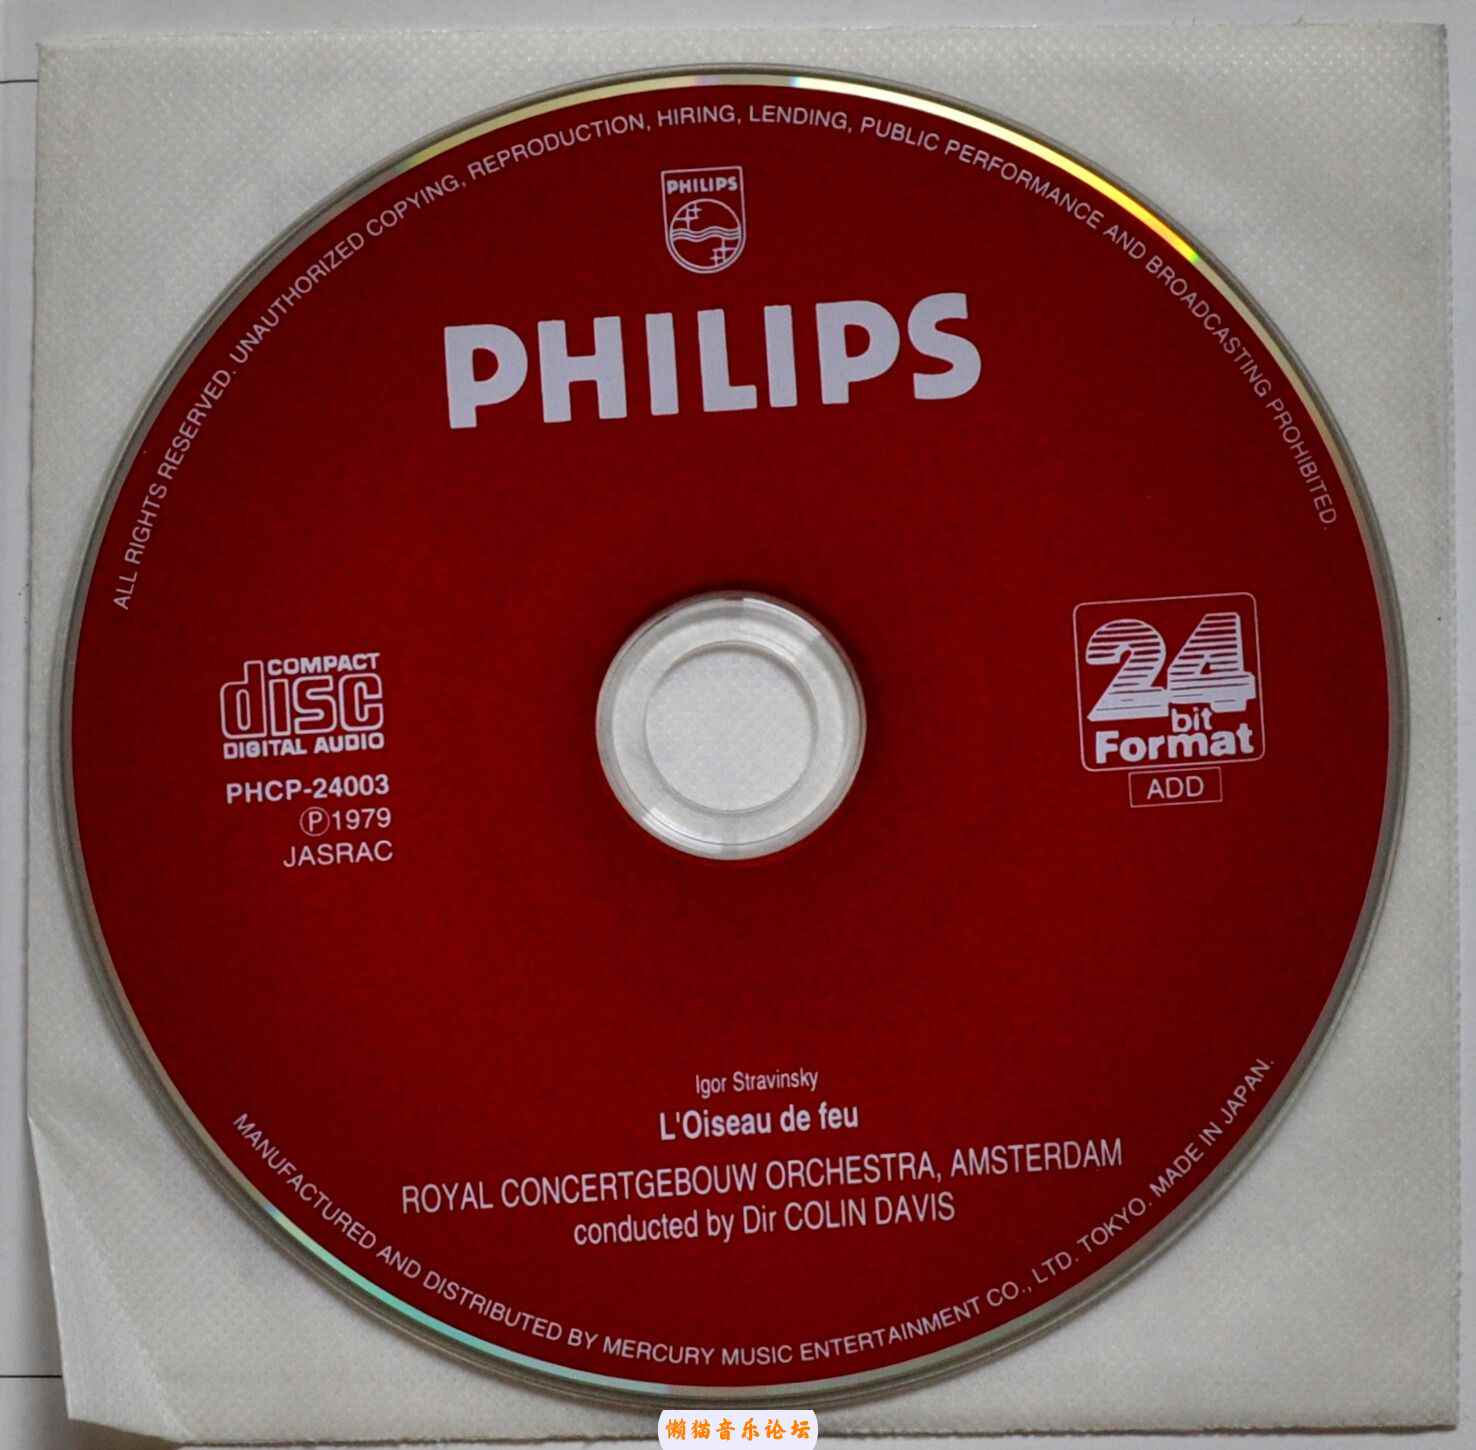 ALL RIGHTS RESERVED. UNAUTHORIZED COPYING, REPRODUCTION, HIRING, LENDING, PUBLIC PERFORMANCE AND BROADCASTING PROHIBITED.
PHILIPS
PHILIPS
COMPACT
disc
DIGITAL AUDIO
PHCP-24003
Ⓟ1979
JASRAC
24
bit
Format
ADD
Igor Stravinsky
L'Oiseau de feu
ROYAL CONCERTGEBOUW ORCHESTRA, AMSTERDAM
conducted by Dir COLIN DAVIS
MANUFACTURED AND DISTRIBUTED BY MERCURY MUSIC ENTERTAINMENT CO., LTD. TOKYO. MADE IN JAPAN.
懒猫音乐论坛